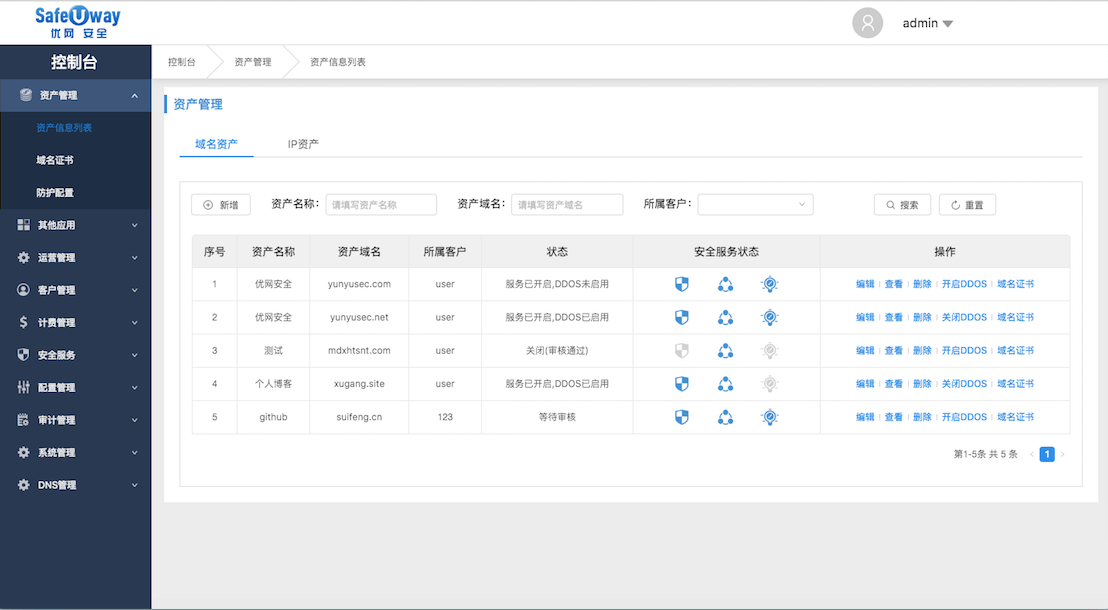 SafeUway
优网 安全
admin
控制台
控制台 资产管理 资产信息列表
资产管理
资产信息列表
域名证书
防护配置
其他应用
运营管理
客户管理
计费管理
安全服务
配置管理
审计管理
系统管理
DNS管理
资产管理
域名资产 IP资产
新增 资产名称: 请填写资产名称 资产域名: 请填写资产域名 所属客户: 搜索 重置
序号 资产名称 资产域名 所属客户 状态 安全服务状态 操作
1 优网安全 yunyusec.com user 服务已开启,DDOS未启用 编辑 查看 删除 开启DDOS 域名证书
2 优网安全 yunyusec.net user 服务已开启,DDOS已启用 编辑 查看 删除 关闭DDOS 域名证书
3 测试 mdxhtsnt.com user 关闭(审核通过) 编辑 查看 删除 开启DDOS 域名证书
4 个人博客 xugang.site user 服务已开启,DDOS已启用 编辑 查看 删除 关闭DDOS 域名证书
5 github suifeng.cn 123 等待审核 编辑 查看 删除 开启DDOS 域名证书
第1-5条 共 5 条 1